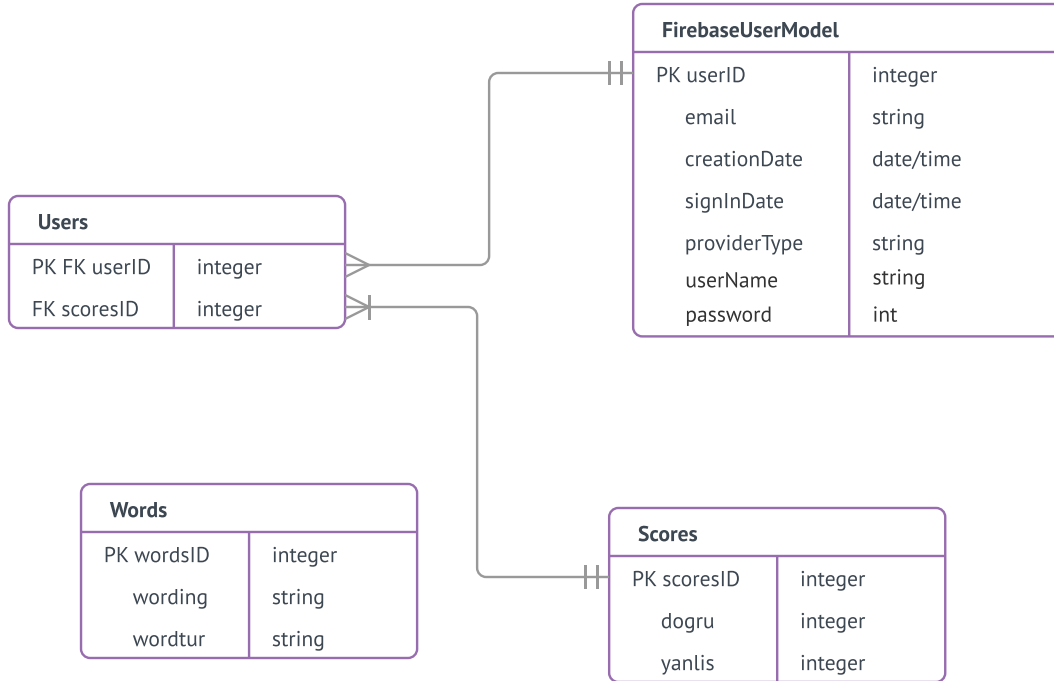 FirebaseUserModel
PK userID integer
email string
creationDate date/time
signInDate date/time
providerType string
userName string
password int
Users
PK FK userID integer
FK scoresID integer
Words
PK wordsID integer
wording string
wordtur string
Scores
PK scoresID integer
dogru integer
yanlis integer